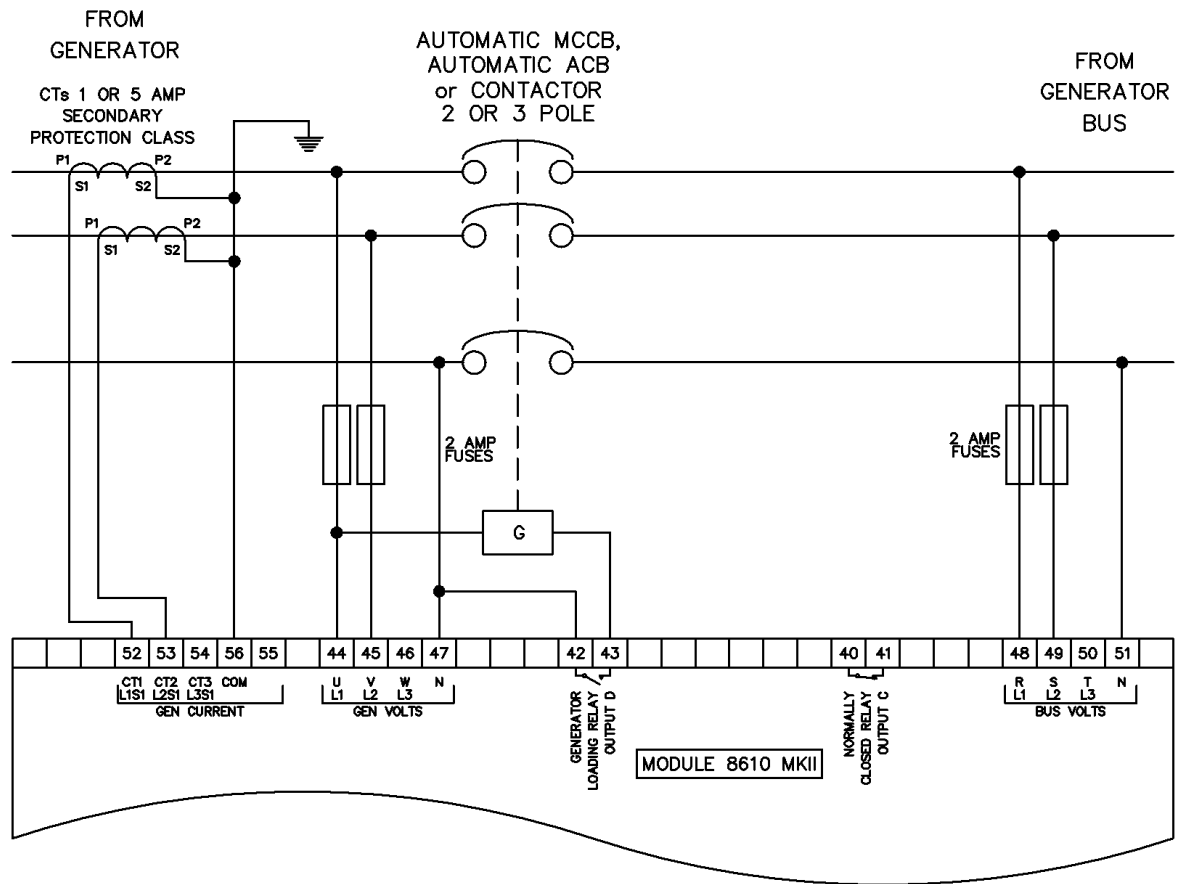 FROM
GENERATOR
CTs 1 OR 5 AMP
SECONDARY
PROTECTION CLASS
AUTOMATIC MCCB,
AUTOMATIC ACB
or CONTACTOR
2 OR 3 POLE
FROM
GENERATOR
BUS
P1 P2
S1 S2
P1 P2
S1 S2
2 AMP
FUSES
2 AMP
FUSES
G
52 53 54 56 55 44 45 46 47 42 43 40 41 48 49 50 51
CT1 CT2 CT3 COM
L1S1 L2S1 L3S1
GEN CURRENT
U V W N
L1 L2 L3
GEN VOLTS
GENERATOR
LOADING RELAY
OUTPUT D
MODULE 8610 MKII
NORMALLY
CLOSED RELAY
OUTPUT C
R S T N
L1 L2 L3
BUS VOLTS